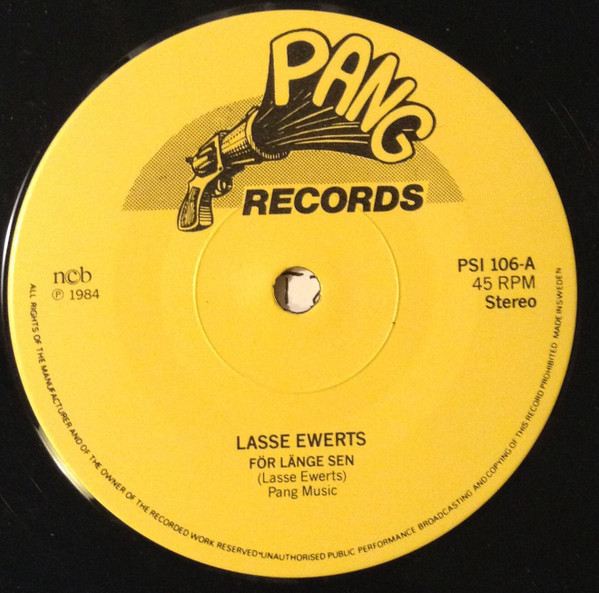 PANG
RECORDS
ncb
℗ 1984
PSI 106-A
45 RPM
Stereo
LASSE EWERTS
FÖR LÄNGE SEN
(Lasse Ewerts)
Pang Music
ALL RIGHTS OF THE MANUFACTURER AND OF THE OWNER OF THE RECORDED WORK RESERVED•UNAUTHORISED PUBLIC PERFORMANCE BROADCASTING AND COPYING OF THIS RECORD PROHIBITED MADE IN SWEDEN